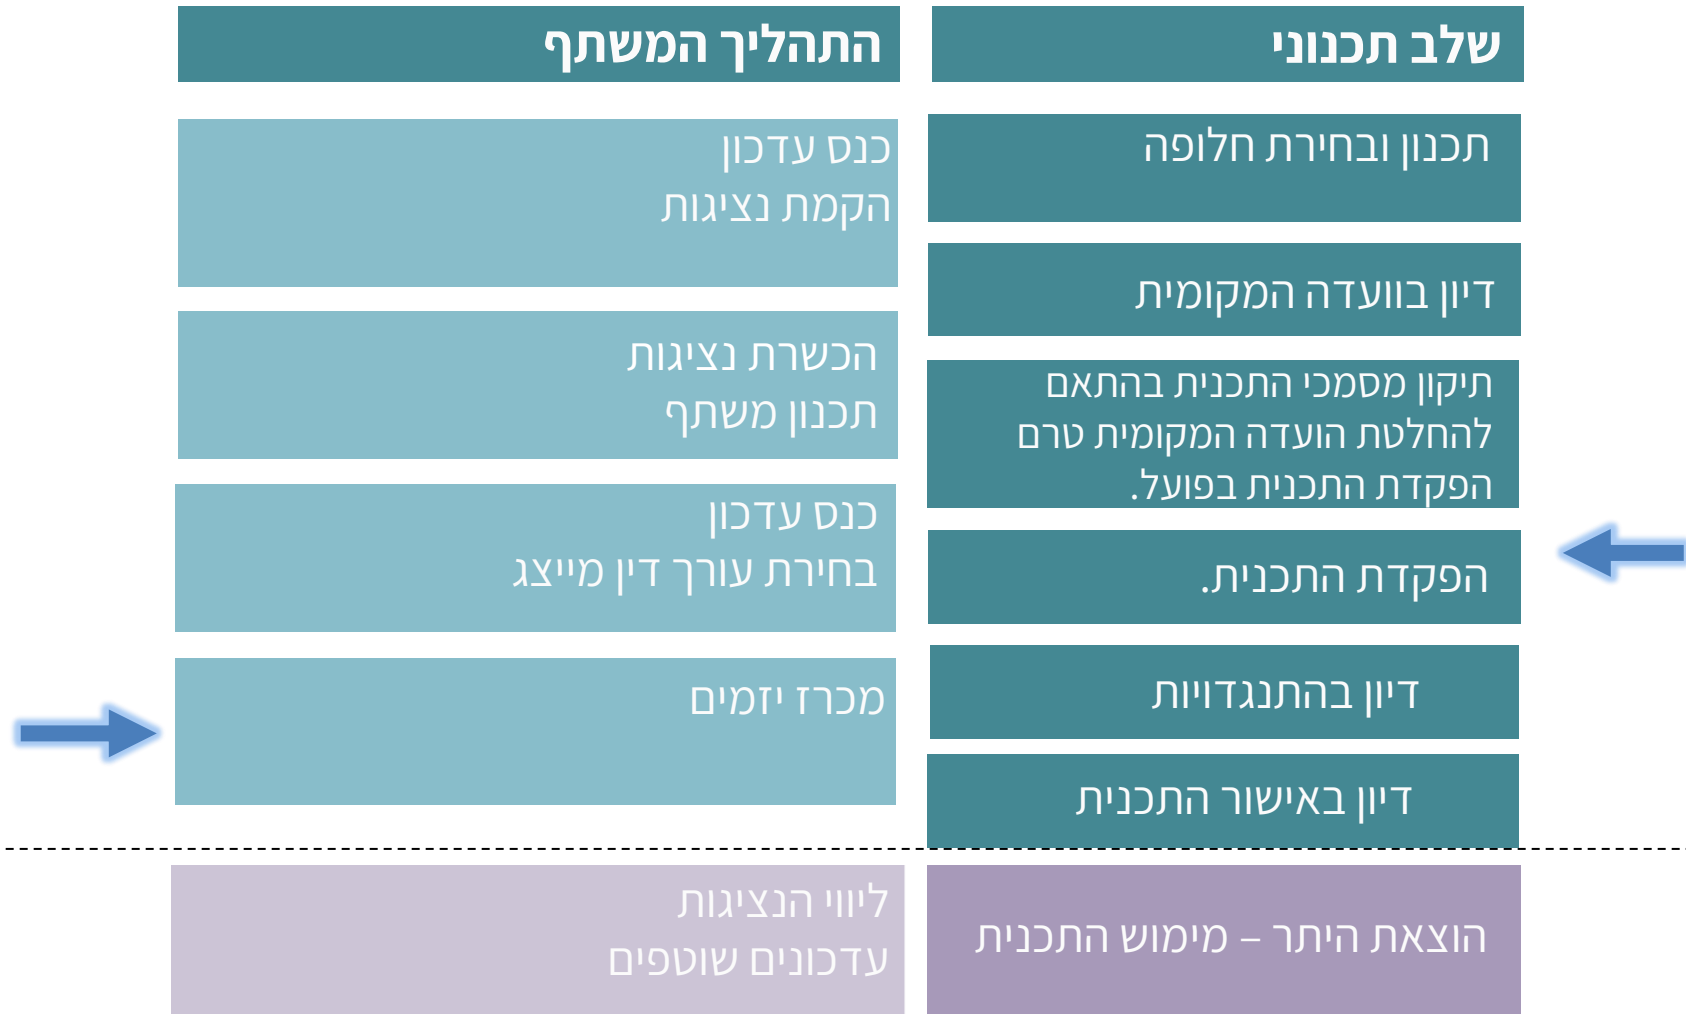 שלב תכנוני
תכנון ובחירת חלופה
דיון בוועדה המקומית
תיקון מסמכי התכנית בהתאם
להחלטת הועדה המקומית טרם
הפקדת התכנית בפועל.
הפקדת התכנית.
דיון בהתנגדויות
דיון באישור התכנית
הוצאת היתר – מימוש התכנית
התהליך המשתף
כנס עדכון
הקמת נציגות
הכשרת נציגות
תכנון משתף
כנס עדכון
בחירת עורך דין מייצג
מכרז יזמים
ליווי הנציגות
עדכונים שוטפים